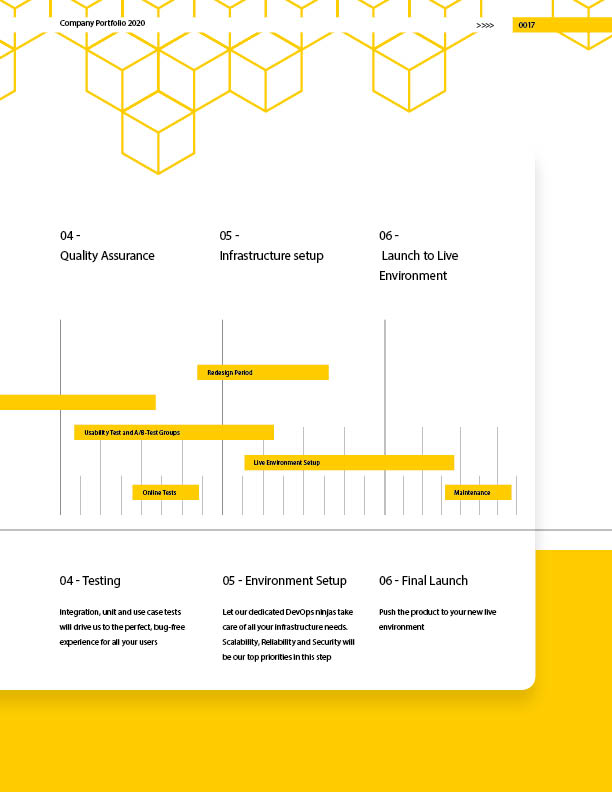 Company Portfolio 2020
>>>>
0017
04 -
Quality Assurance
05 -
Infrastructure setup
06 -
Launch to Live
Environment
Redesign Period
Usability Test and A/B-Test Groups
Live Environment Setup
Online Tests
Maintenance
04 - Testing
Integration, unit and use case tests
will drive us to the perfect, bug-free
experience for all your users
05 - Environment Setup
Let our dedicated DevOps ninjas take
care of all your infrastructure needs.
Scalability, Reliability and Security will
be our top priorities in this step
06 - Final Launch
Push the product to your new live
environment